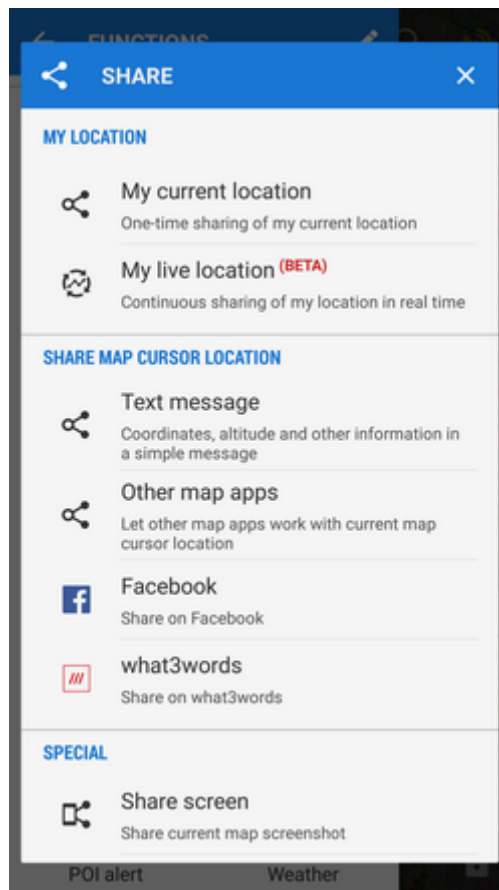 FUNCTIONS
SHARE
MY LOCATION
My current location
One-time sharing of my current location
My live location (BETA)
Continuous sharing of my location in real time
SHARE MAP CURSOR LOCATION
Text message
Coordinates, altitude and other information in
a simple message
Other map apps
Let other map apps work with current map
cursor location
Facebook
Share on Facebook
what3words
Share on what3words
SPECIAL
Share screen
Share current map screenshot
POI alert
Weather